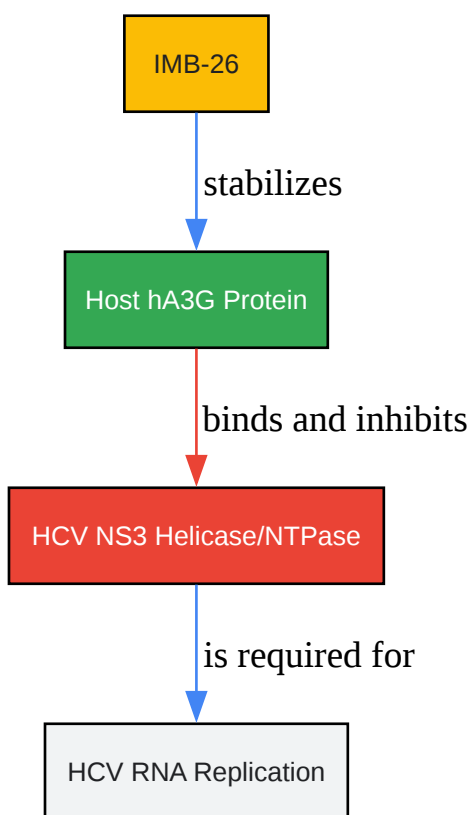 IMB-26
stabilizes
Host hA3G Protein
binds and inhibits
HCV NS3 Helicase/NTPase
is required for
HCV RNA Replication